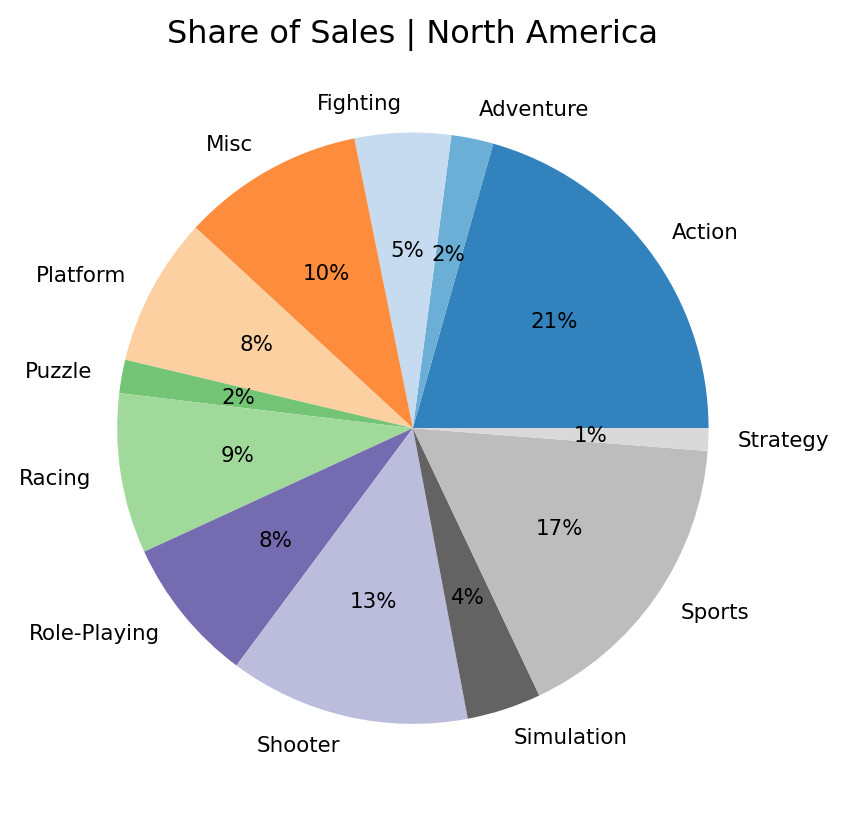 Share of Sales | North America
Fighting
Adventure
Misc
Action
5%
2%
10%
Platform
21%
8%
Puzzle
2%
1%
Strategy
9%
Racing
17%
8%
4%
13%
Sports
Role-Playing
Simulation
Shooter